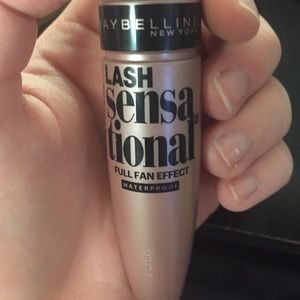 MAYBELLINE
NEW YORK
LASH
sensa
tional
FULL FAN EFFECT
WATERPROOF